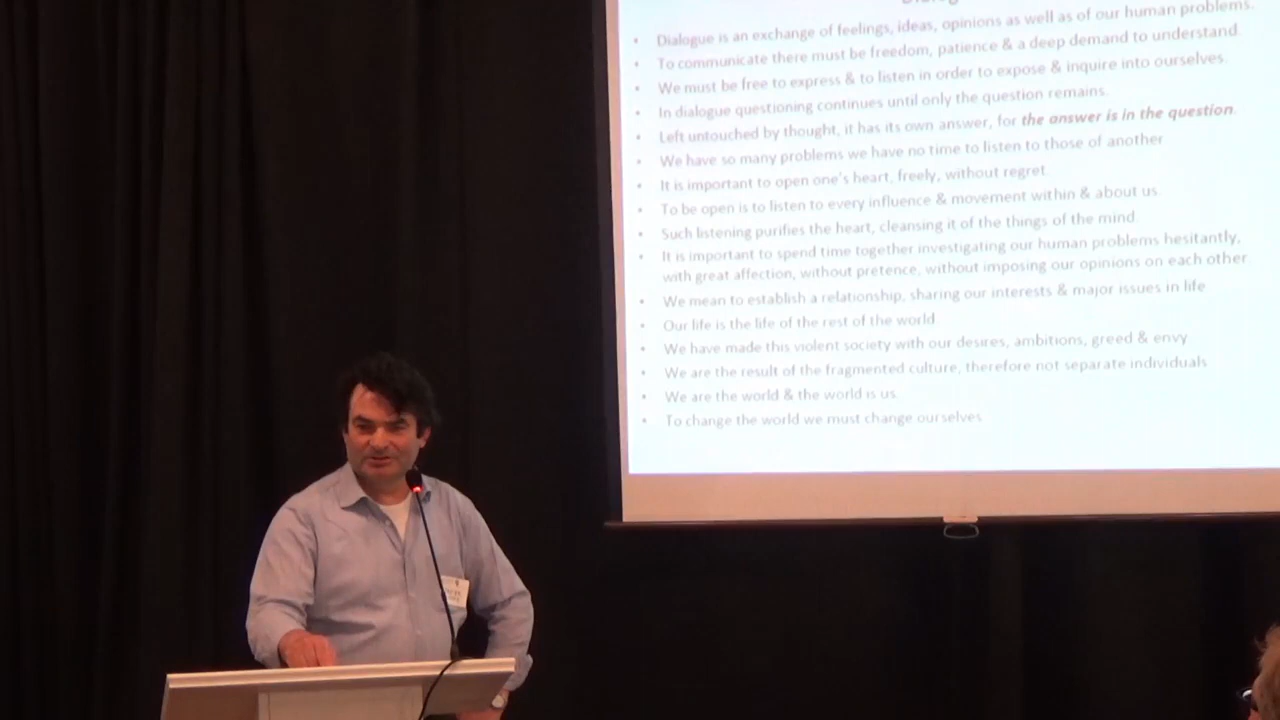 Dialog
• Dialogue is an exchange of feelings, ideas, opinions as well as of our human problems.
• To communicate there must be freedom, patience & a deep demand to understand.
• We must be free to express & to listen in order to expose & inquire into ourselves.
• In dialogue questioning continues until only the question remains.
• Left untouched by thought, it has its own answer, for the answer is in the question.
• We have so many problems we have no time to listen to those of another
• It is important to open one's heart, freely, without regret.
• To be open is to listen to every influence & movement within & about us.
• Such listening purifies the heart, cleansing it of the things of the mind.
• It is important to spend time together investigating our human problems hesitantly,
with great affection, without pretence, without imposing our opinions on each other
• We mean to establish a relationship, sharing our interests & major issues in life
• Our life is the life of the rest of the world
• We have made this violent society with our desires, ambitions, greed & envy
• We are the result of the fragmented culture, therefore not separate individuals
• We are the world & the world is us.
• To change the world we must change ourselves